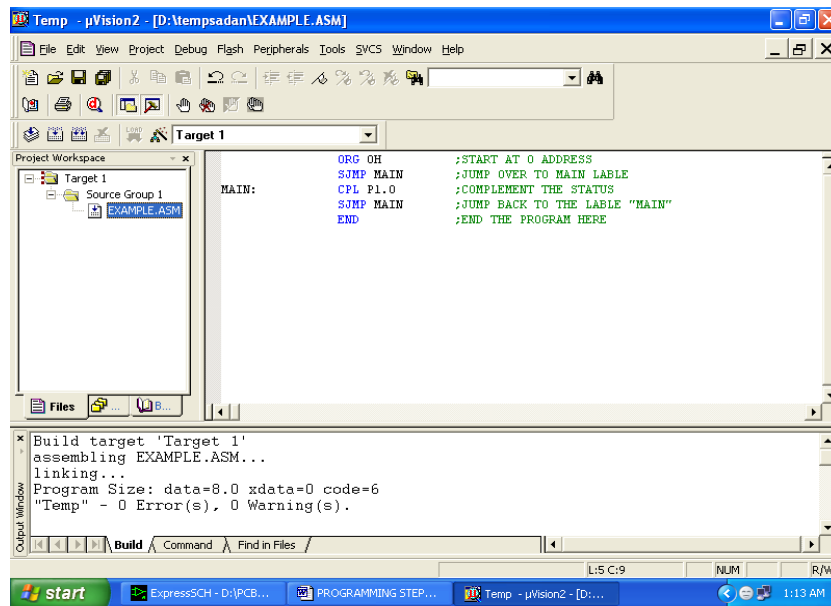 Temp - µVision2 - [D:\tempsadan\EXAMPLE.ASM]
File Edit View Project Debug Flash Peripherals Tools SVCS Window Help
LOAD Target 1
Project Workspace
Target 1
Source Group 1
EXAMPLE.ASM
ORG 0H ;START AT 0 ADDRESS
SJMP MAIN ;JUMP OVER TO MAIN LABLE
MAIN: CPL P1.0 ;COMPLEMENT THE STATUS
SJMP MAIN ;JUMP BACK TO THE LABLE "MAIN"
END ;END THE PROGRAM HERE
Files ... B...
Build target 'Target 1'
assembling EXAMPLE.ASM...
linking...
Program Size: data=8.0 xdata=0 code=6
"Temp" - 0 Error(s), 0 Warning(s).
Output Window
Build Command Find in Files
L:5 C:9 NUM R/W
start ExpressSCH - D:\PCB... PROGRAMMING STEP... Temp - µVision2 - [D:... 1:13 AM